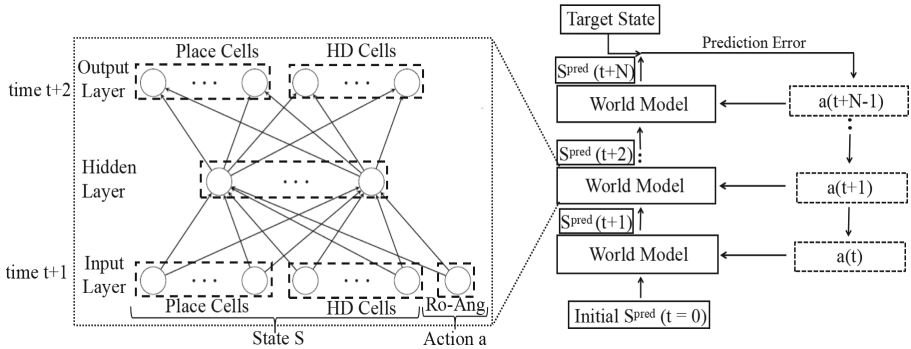 Place Cells
HD Cells
Output
Layer
time t+2
Hidden
Layer
Input
Layer
time t+1
Place Cells
HD Cells
Ro-Ang
State S
Action a
Target State
Prediction Error
Spred (t+N)
World Model
a(t+N-1)
Spred (t+2)
World Model
a(t+1)
Spred (t+1)
World Model
a(t)
Initial Spred (t = 0)